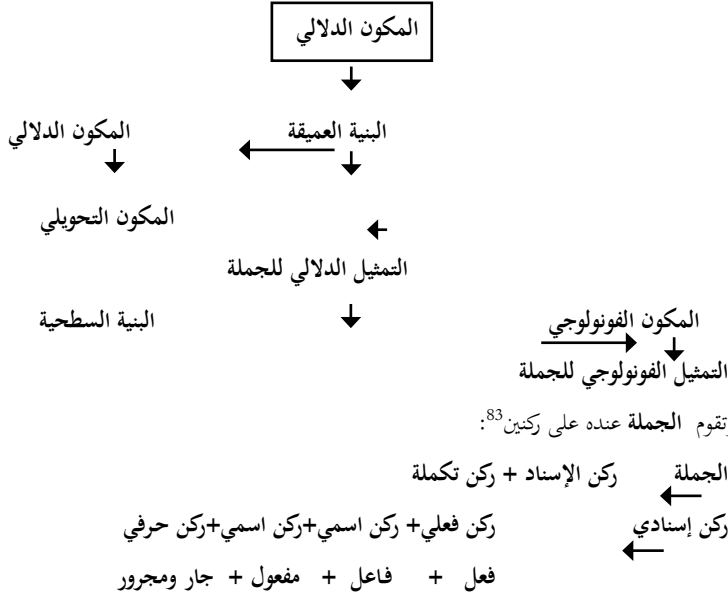 المكون الدلالي
البنية العميقة المكون الدلالي
المكون التحويلي
التمثيل الدلالي للجملة
المكون الفونولوجي البنية السطحية
التمثيل الفونولوجي للجملة
وتقوم الجملة عنده على ركنين83:
الجملة ركن الإسناد + ركن تكملة
ركن إسنادي ركن فعلي+ ركن اسمي+ركن اسمي+ركن حرفي
فعل + فاعل + مفعول + جار ومجرور